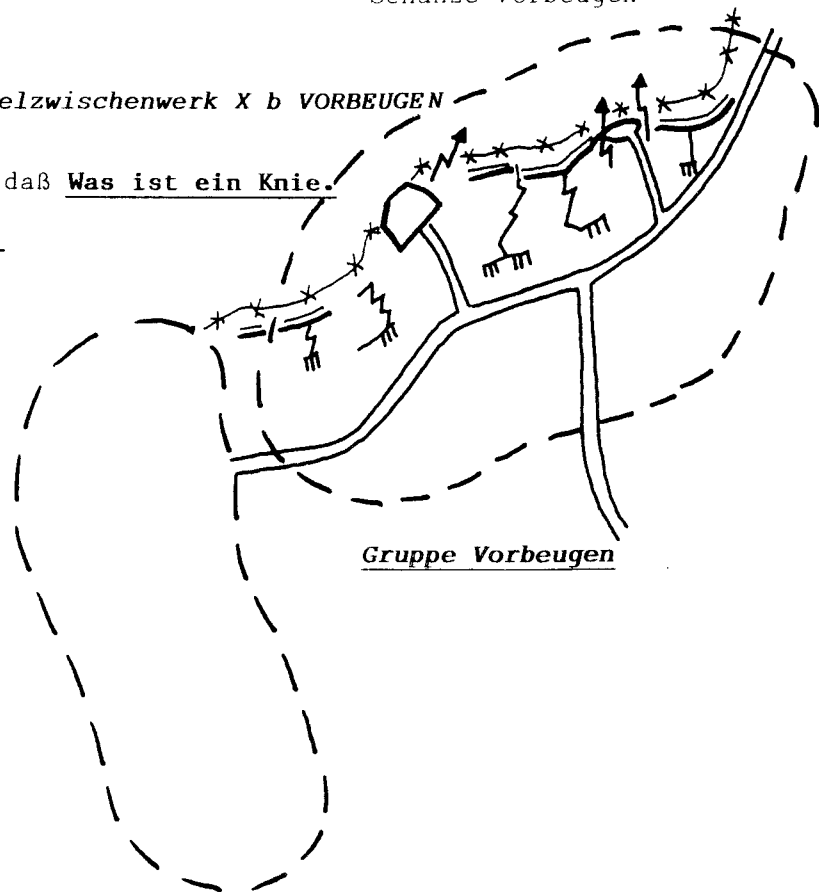 Schanze Vorbeugen
elzwischenwerk X b VORBEUGEN
daß Was ist ein Knie.
Gruppe Vorbeugen